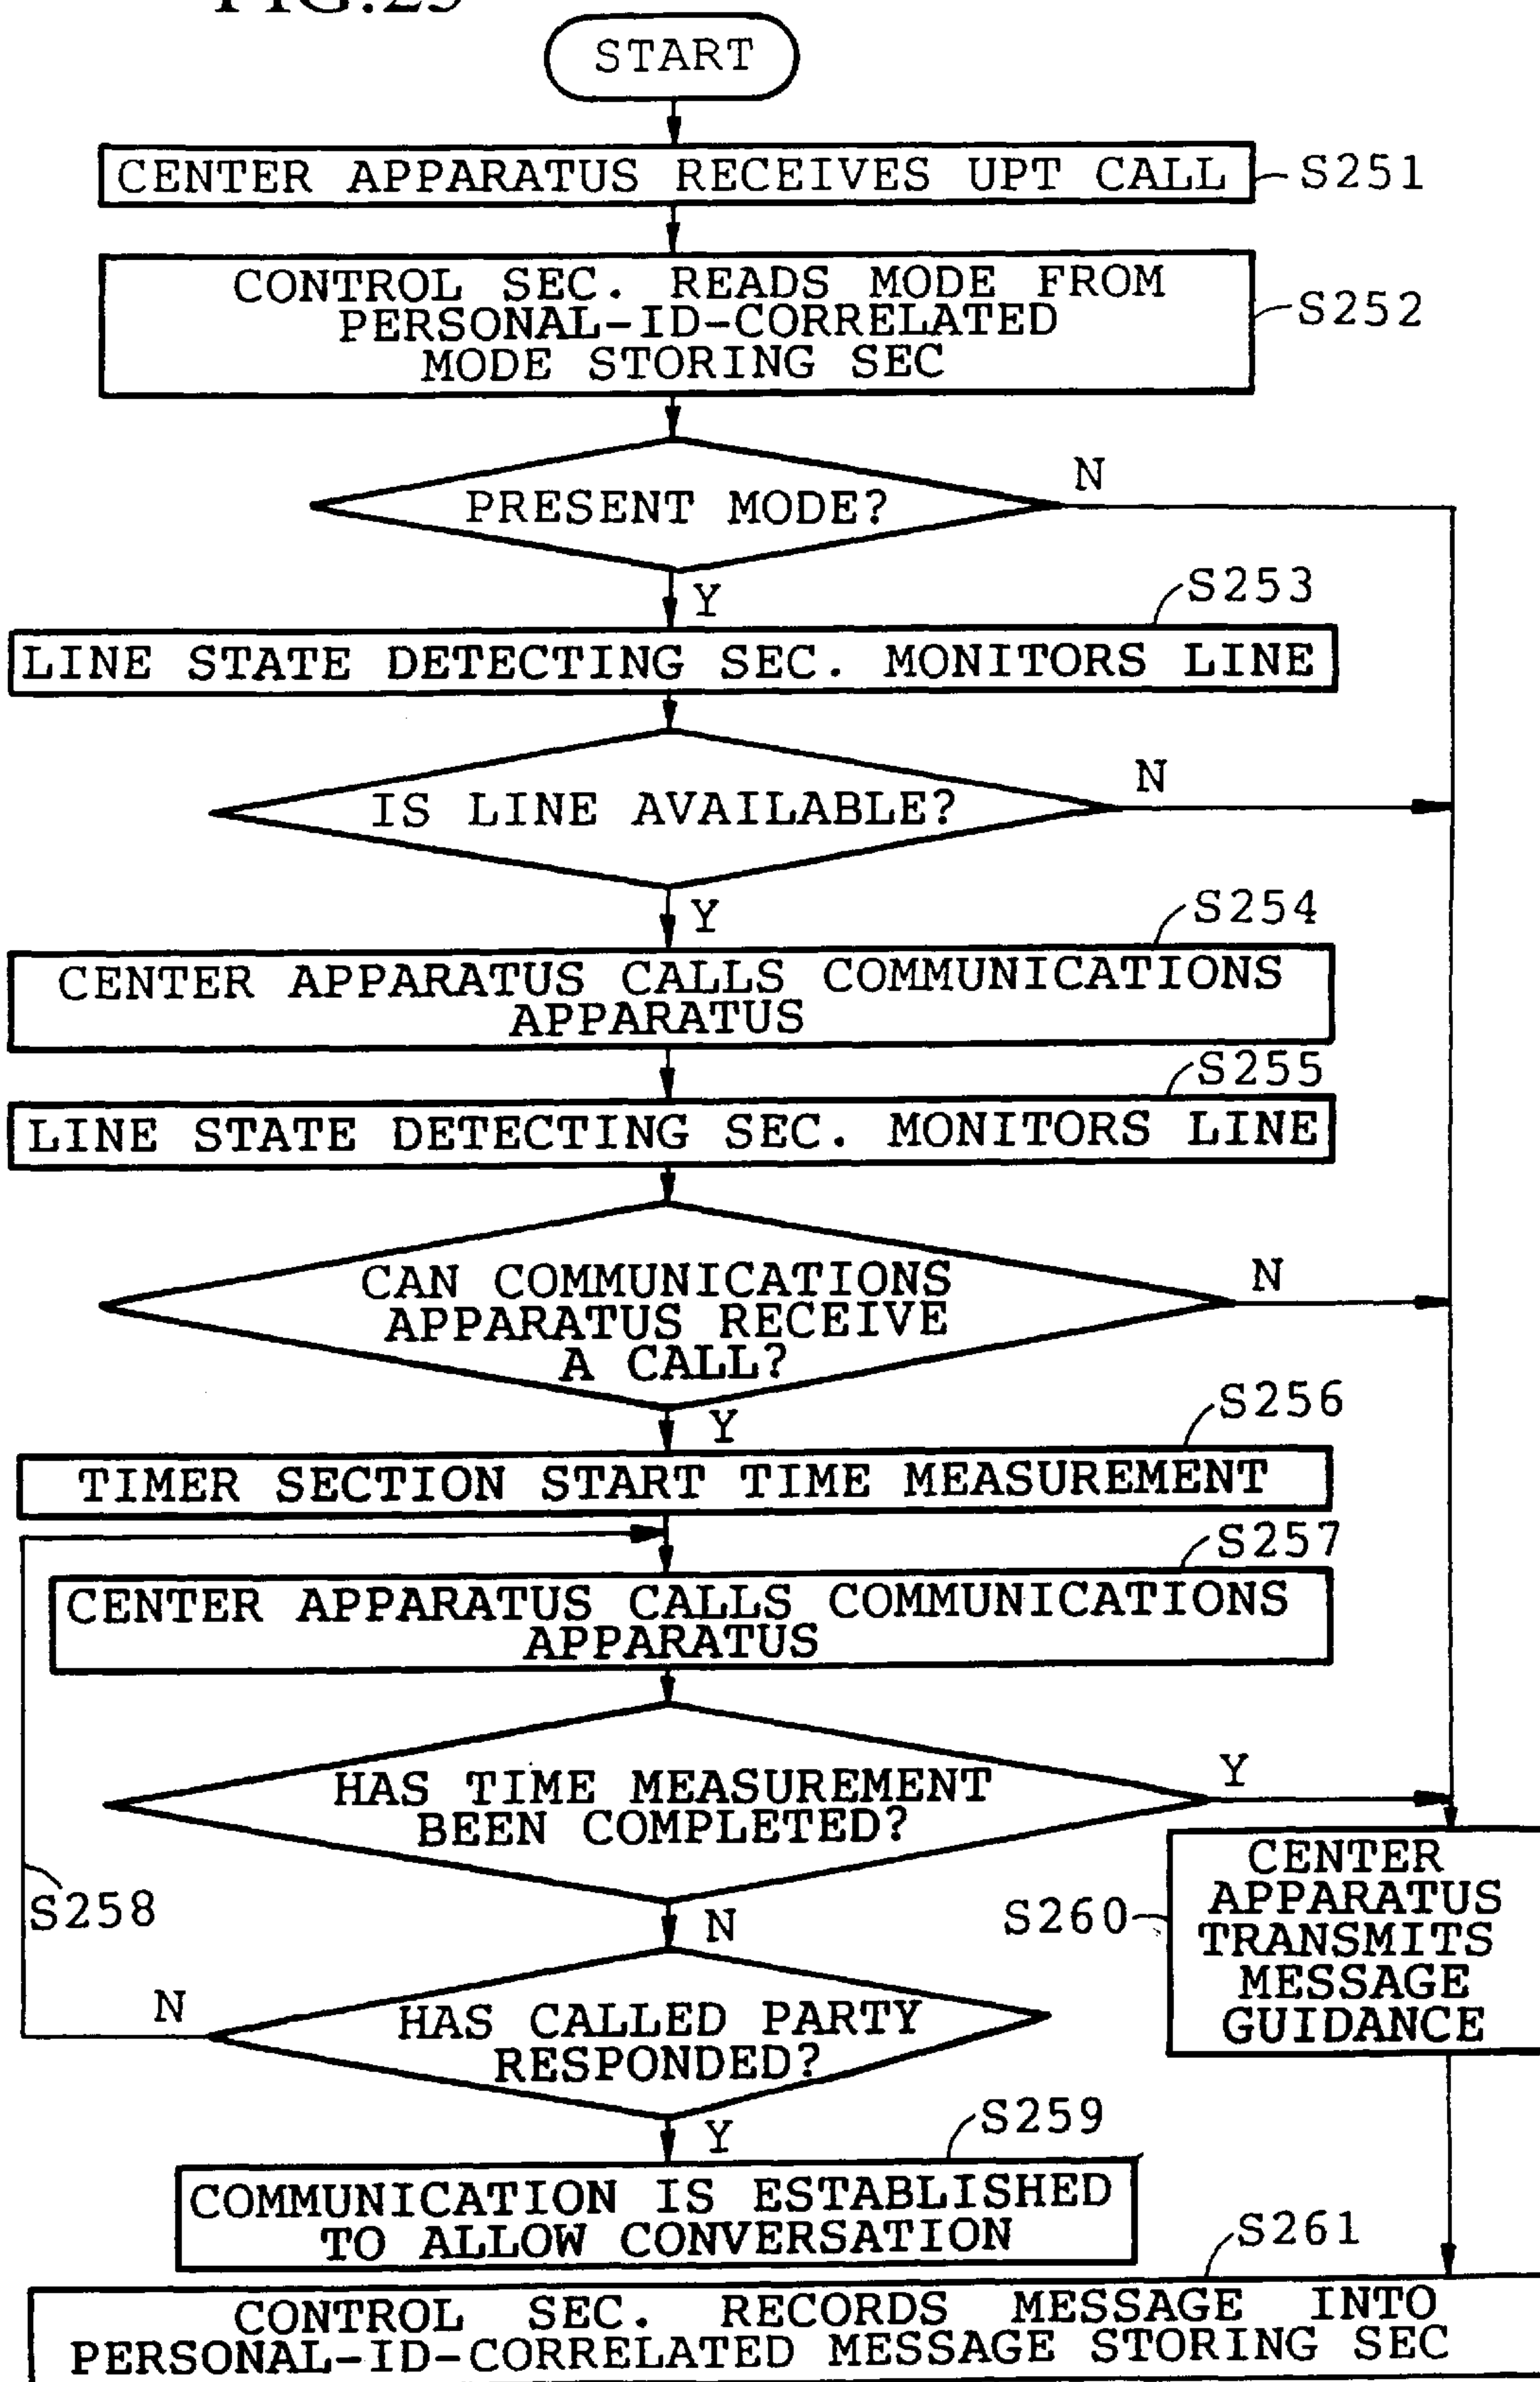 FIG.25
START
CENTER APPARATUS RECEIVES UPT CALL
S251
CONTROL SEC. READS MODE FROM
PERSONAL-ID-CORRELATED
MODE STORING SEC
S252
PRESENT MODE?
N
Y
S253
LINE STATE DETECTING SEC. MONITORS LINE
IS LINE AVAILABLE?
N
Y
S254
CENTER APPARATUS CALLS COMMUNICATIONS
APPARATUS
S255
LINE STATE DETECTING SEC. MONITORS LINE
CAN COMMUNICATIONS
APPARATUS RECEIVE
A CALL?
N
Y
S256
TIMER SECTION START TIME MEASUREMENT
S257
CENTER APPARATUS CALLS COMMUNICATIONS
APPARATUS
HAS TIME MEASUREMENT
BEEN COMPLETED?
Y
N
S258
S260
CENTER
APPARATUS
TRANSMITS
MESSAGE
GUIDANCE
HAS CALLED PARTY
RESPONDED?
N
Y
S259
COMMUNICATION IS ESTABLISHED
TO ALLOW CONVERSATION
S261
CONTROL SEC. RECORDS MESSAGE INTO
PERSONAL-ID-CORRELATED MESSAGE STORING SEC